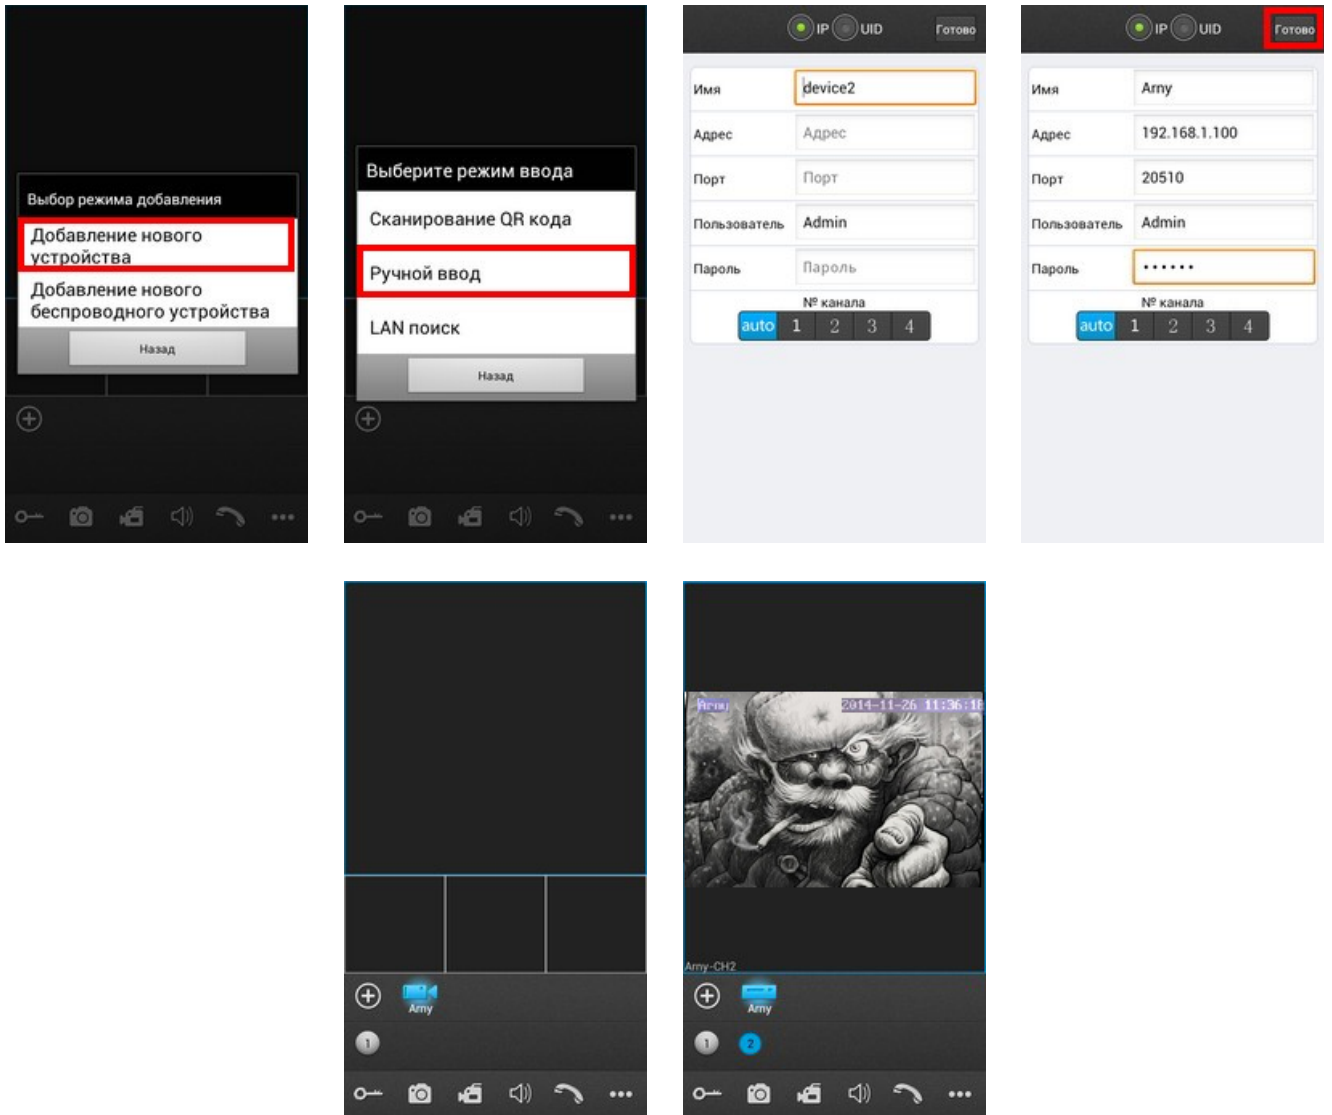 Выбор режима добавления
Добавление нового
устройства
Добавление нового
беспроводного устройства
Назад
Выберите режим ввода
Сканирование QR кода
Ручной ввод
LAN поиск
Назад
IP UID Готово
Имя device2
Адрес Адрес
Порт Порт
Пользователь Admin
Пароль Пароль
№ канала
auto 1 2 3 4
IP UID Готово
Имя Arny
Адрес 192.168.1.100
Порт 20510
Пользователь Admin
Пароль ••••••
№ канала
auto 1 2 3 4
Arny
1
Arny 2014-11-26 11:36:18
Arny-CH2
Arny
1 2